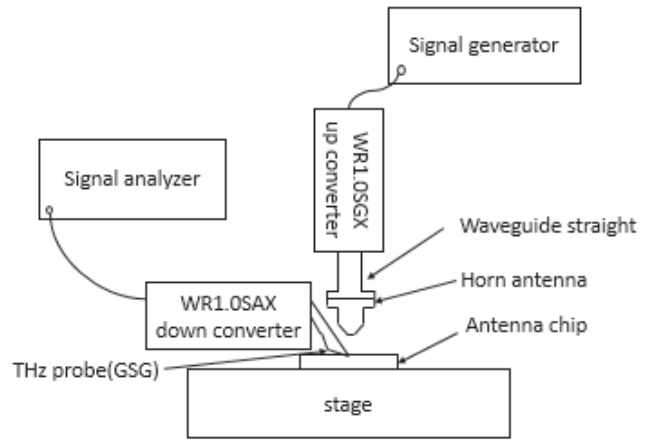 Signal generator
WR1.0SGX
up converter
Signal analyzer
Waveguide straight
Horn antenna
WR1.0SAX
down converter
Antenna chip
THz probe(GSG)
stage